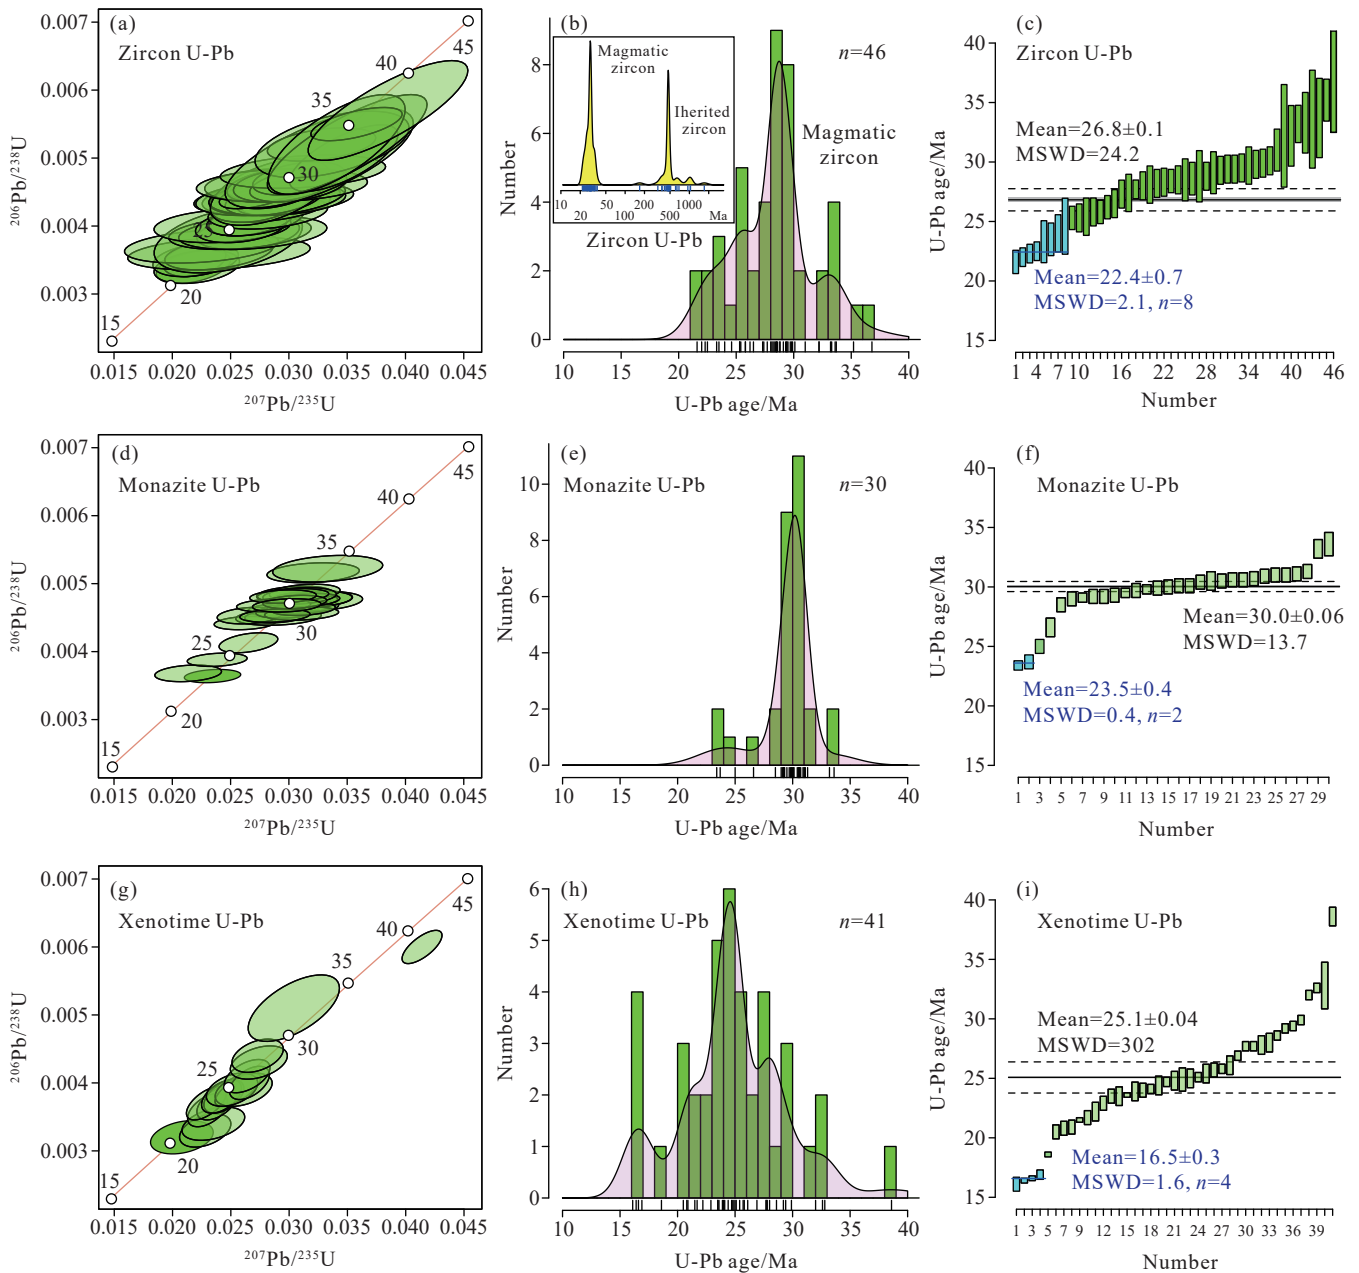 (a)
Zircon U-Pb
0.007
0.006
0.005
0.004
0.003
206Pb/238U
15
20
25
30
35
40
45
0.015 0.020 0.025 0.030 0.035 0.040 0.045
207Pb/235U
(b)
n=46
Magmatic
zircon
Iherited
zircon
10 50 200 1000 Ma
20 100 500
Zircon U-Pb
Magmatic
zircon
Number
8
6
4
2
0
10 15 20 25 30 35 40
U-Pb age/Ma
(c)
Zircon U-Pb
Mean=26.8±0.1
MSWD=24.2
Mean=22.4±0.7
MSWD=2.1, n=8
U-Pb age/Ma
40
35
30
25
20
15
1 4 7 10 16 22 28 34 40 46
Number
(d)
Monazite U-Pb
0.007
0.006
0.005
0.004
0.003
206Pb/238U
15
20
25
30
35
40
45
0.015 0.020 0.025 0.030 0.035 0.040 0.045
207Pb/235U
(e)
Monazite U-Pb
n=30
Number
10
8
6
4
2
0
10 15 20 25 30 35 40
U-Pb age/Ma
(f)
Monazite U-Pb
Mean=30.0±0.06
MSWD=13.7
Mean=23.5±0.4
MSWD=0.4, n=2
U-Pb age/Ma
40
35
30
25
20
15
1 3 5 7 9 11 13 15 17 19 21 23 25 27 29
Number
(g)
Xenotime U-Pb
0.007
0.006
0.005
0.004
0.003
206Pb/238U
15
20
25
30
35
40
45
0.015 0.020 0.025 0.030 0.035 0.040 0.045
207Pb/235U
(h)
Xenotime U-Pb
n=41
Number
6
5
4
3
2
1
0
10 15 20 25 30 35 40
U-Pb age/Ma
(i)
Xenotime U-Pb
Mean=25.1±0.04
MSWD=302
Mean=16.5±0.3
MSWD=1.6, n=4
U-Pb age/Ma
40
35
30
25
20
15
1 3 5 7 9 12 15 18 21 24 27 30 33 36 39
Number